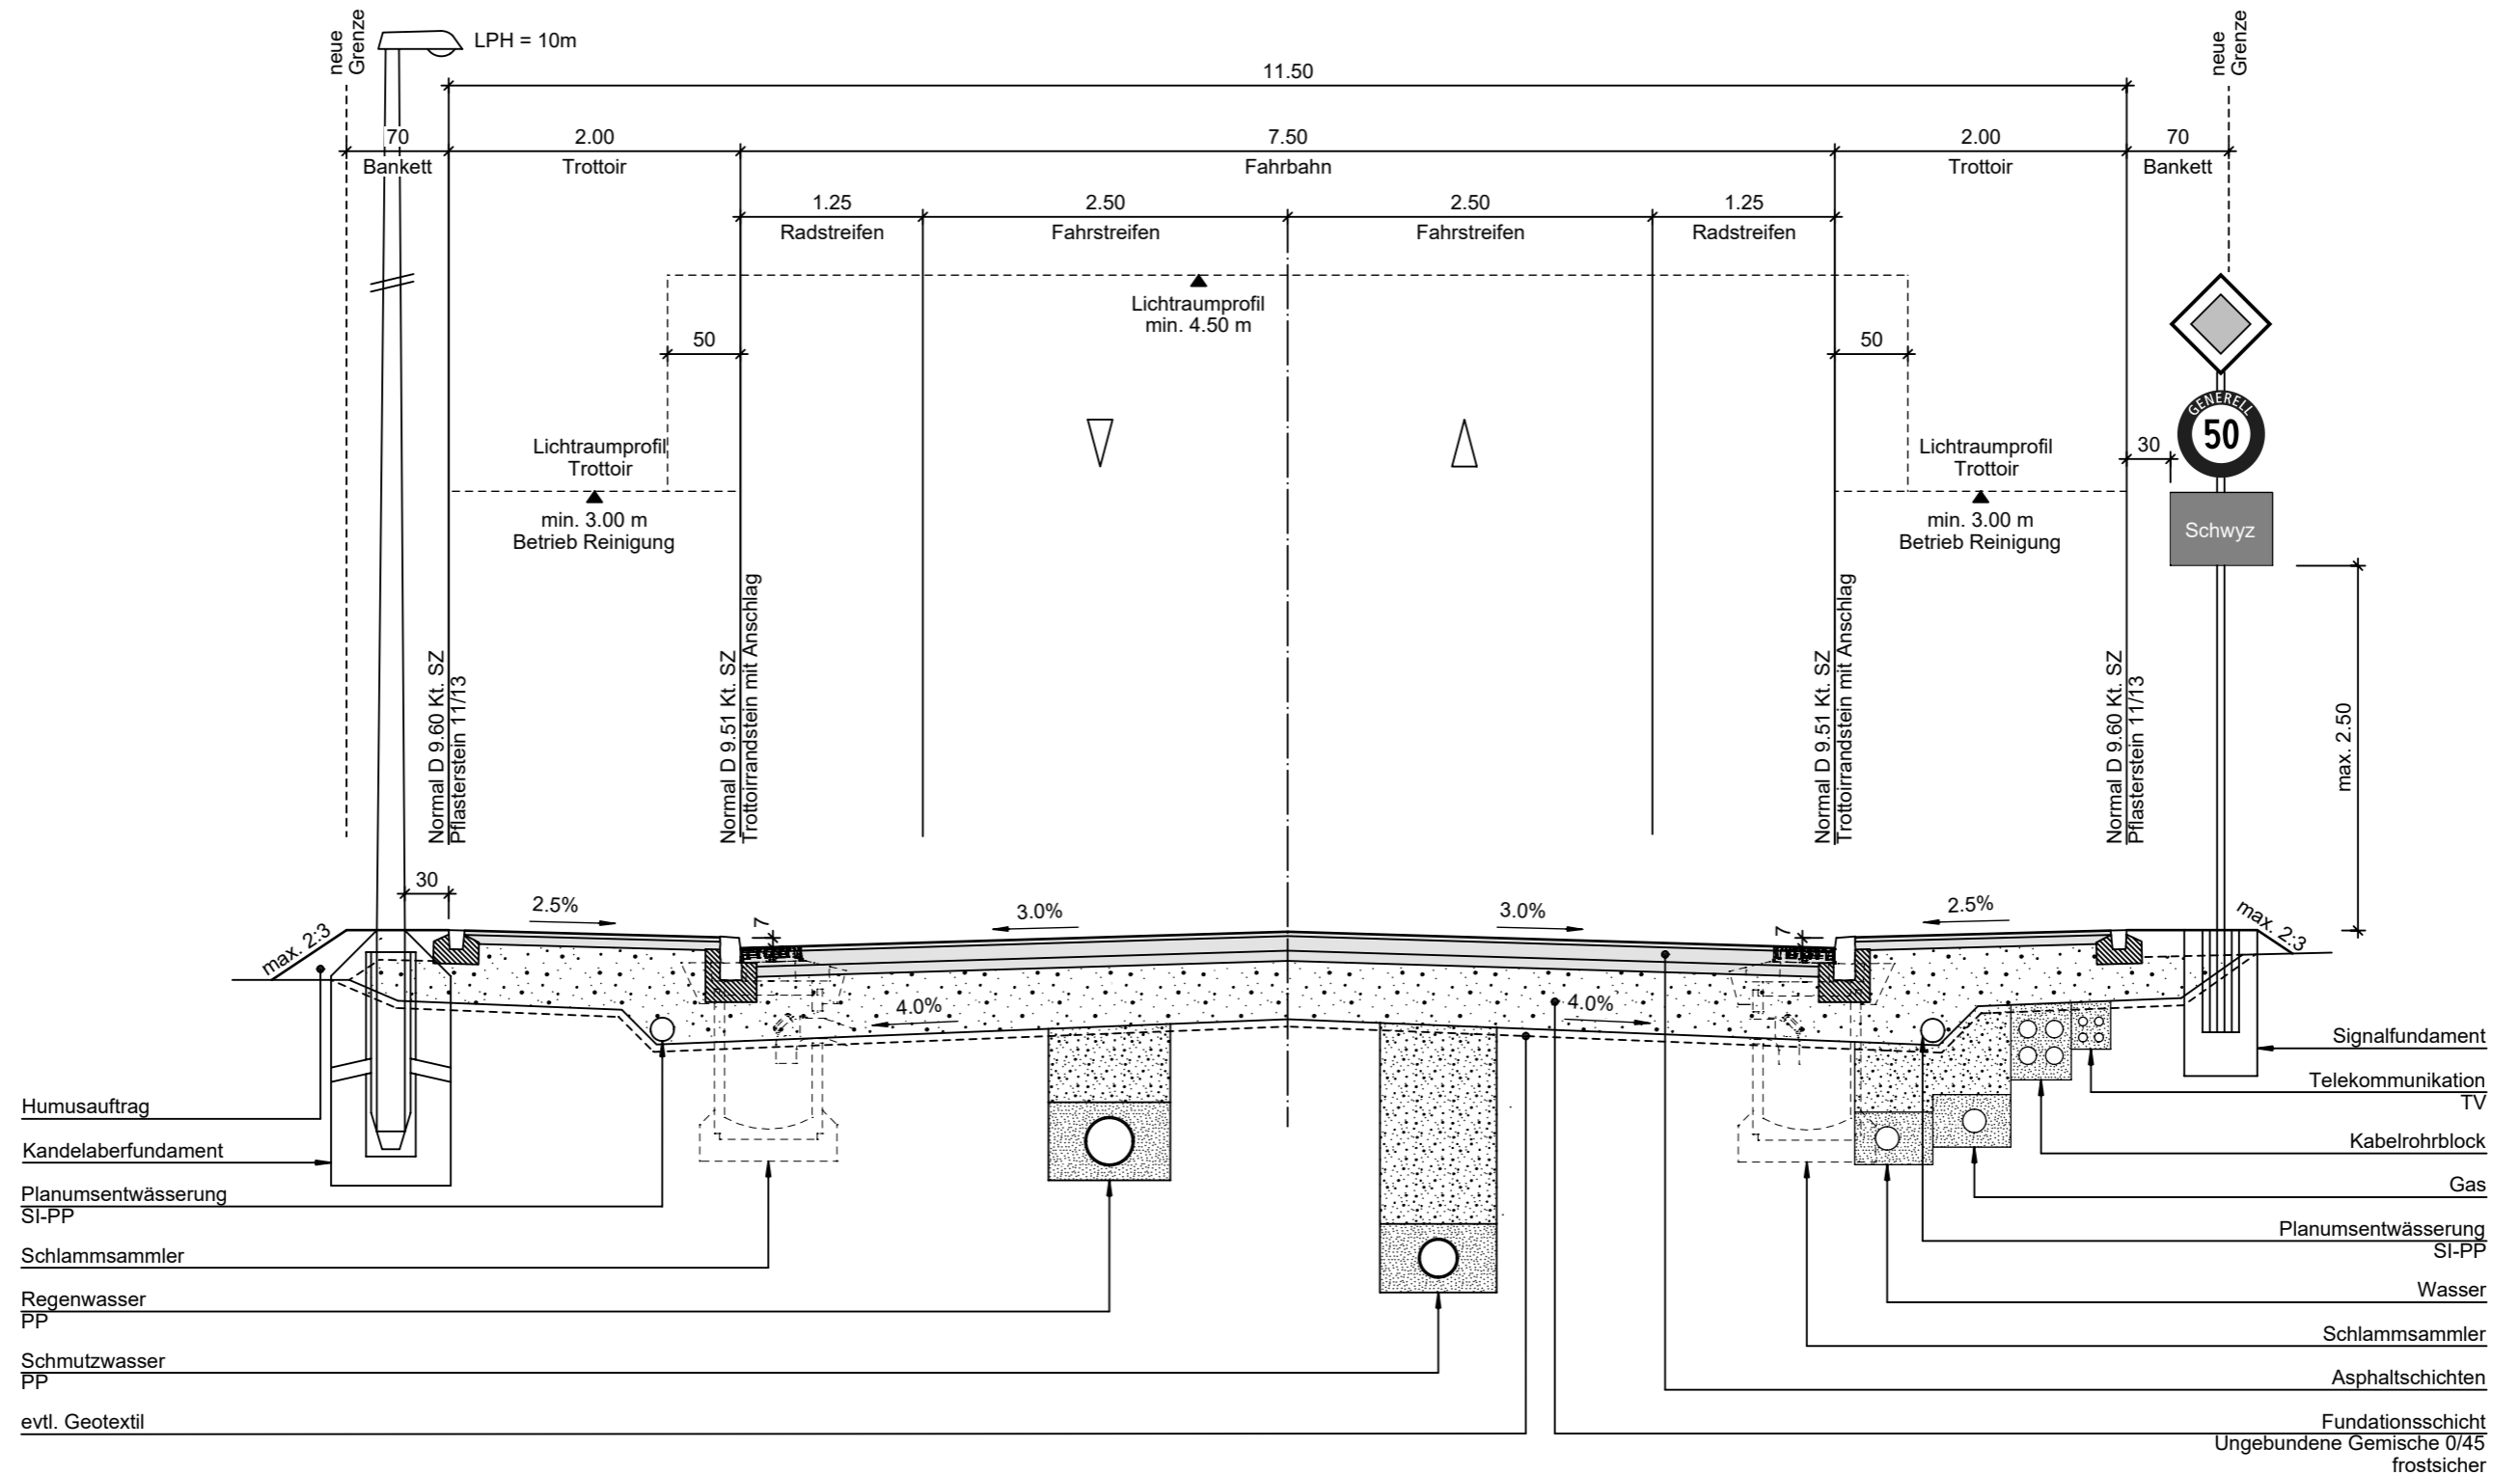 neue
Grenze
LPH = 10m
neue
Grenze
11.50
70
2.00
7.50
2.00
70
Bankett
Trottoir
Fahrbahn
Trottoir
Bankett
1.25
2.50
2.50
1.25
Radstreifen
Fahrstreifen
Fahrstreifen
Radstreifen
Lichtraumprofil
min. 4.50 m
50
50
GENERELL
50
Lichtraumprofil
Trottoir
min. 3.00 m
Betrieb Reinigung
Lichtraumprofil
Trottoir
min. 3.00 m
Betrieb Reinigung
30
Schwyz
Normal D 9.60 Kt. SZ
Pflasterstein 11/13
Normal D 9.51 Kt. SZ
Trottoirrandstein mit Anschlag
Normal D 9.51 Kt. SZ
Trottoirrandstein mit Anschlag
Normal D 9.60 Kt. SZ
Pflasterstein 11/13
max. 2.50
30
max. 2:3
2.5%
7
3.0%
3.0%
7
2.5%
max. 2:3
4.0%
4.0%
Humusauftrag
Kandelaberfundament
Planumsentwässerung
SI-PP
Schlammsammler
Regenwasser
PP
Schmutzwasser
PP
evtl. Geotextil
Signalfundament
Telekommunikation
TV
Kabelrohrblock
Gas
Planumsentwässerung
SI-PP
Wasser
Schlammsammler
Asphaltschichten
Fundationsschicht
Ungebundene Gemische 0/45
frostsicher